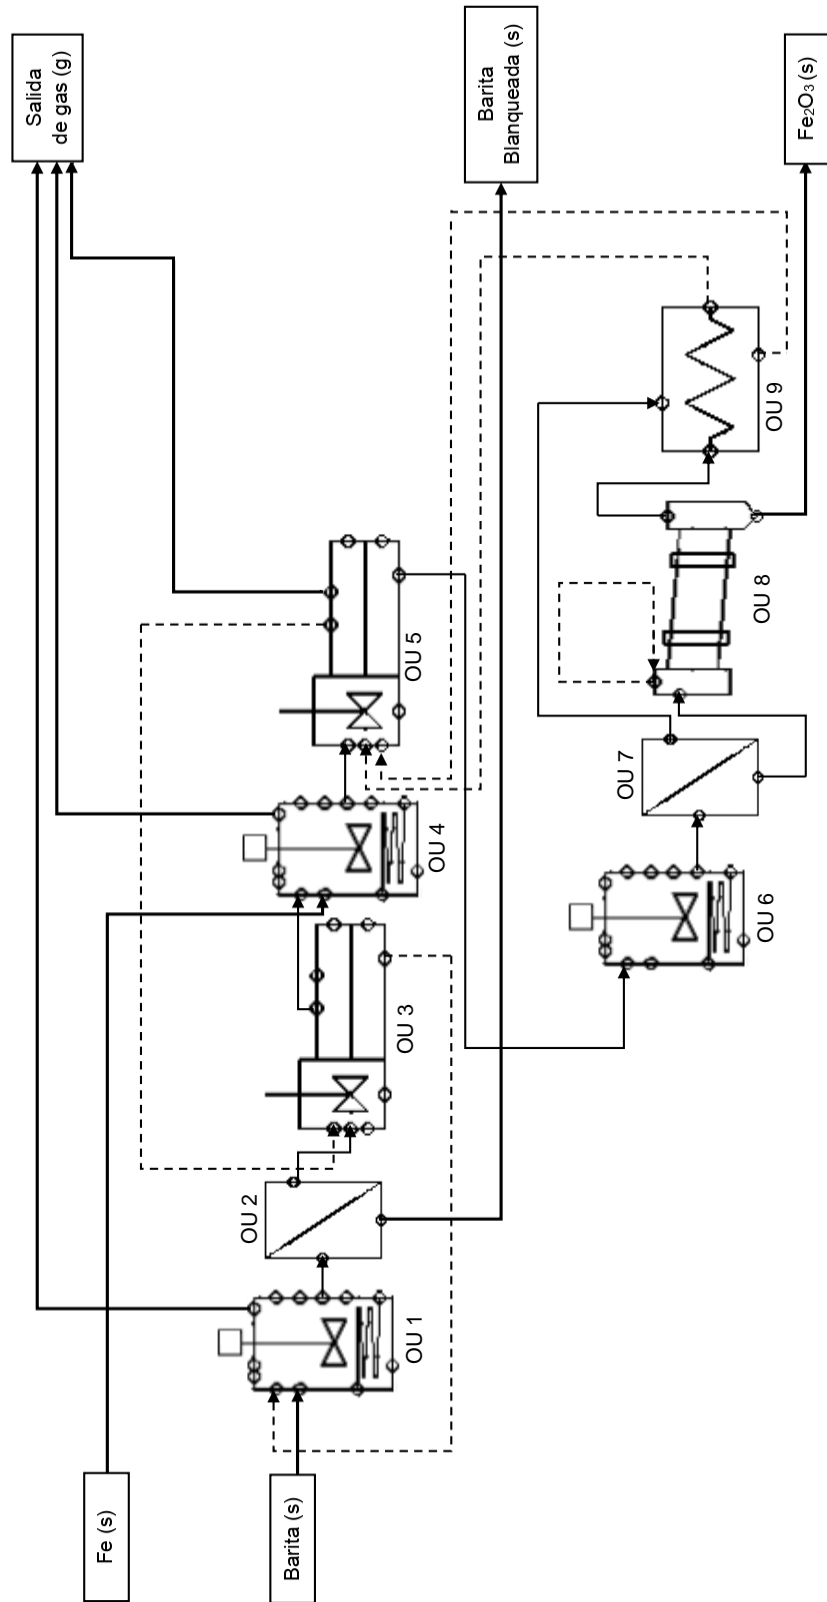 Fe (s)
Barita (s)
Salida
de gas (g)
Barita
Blanqueada (s)
Fe₂O₃ (s)
OU 1
OU 2
OU 3
OU 4
OU 5
OU 6
OU 7
OU 8
OU 9